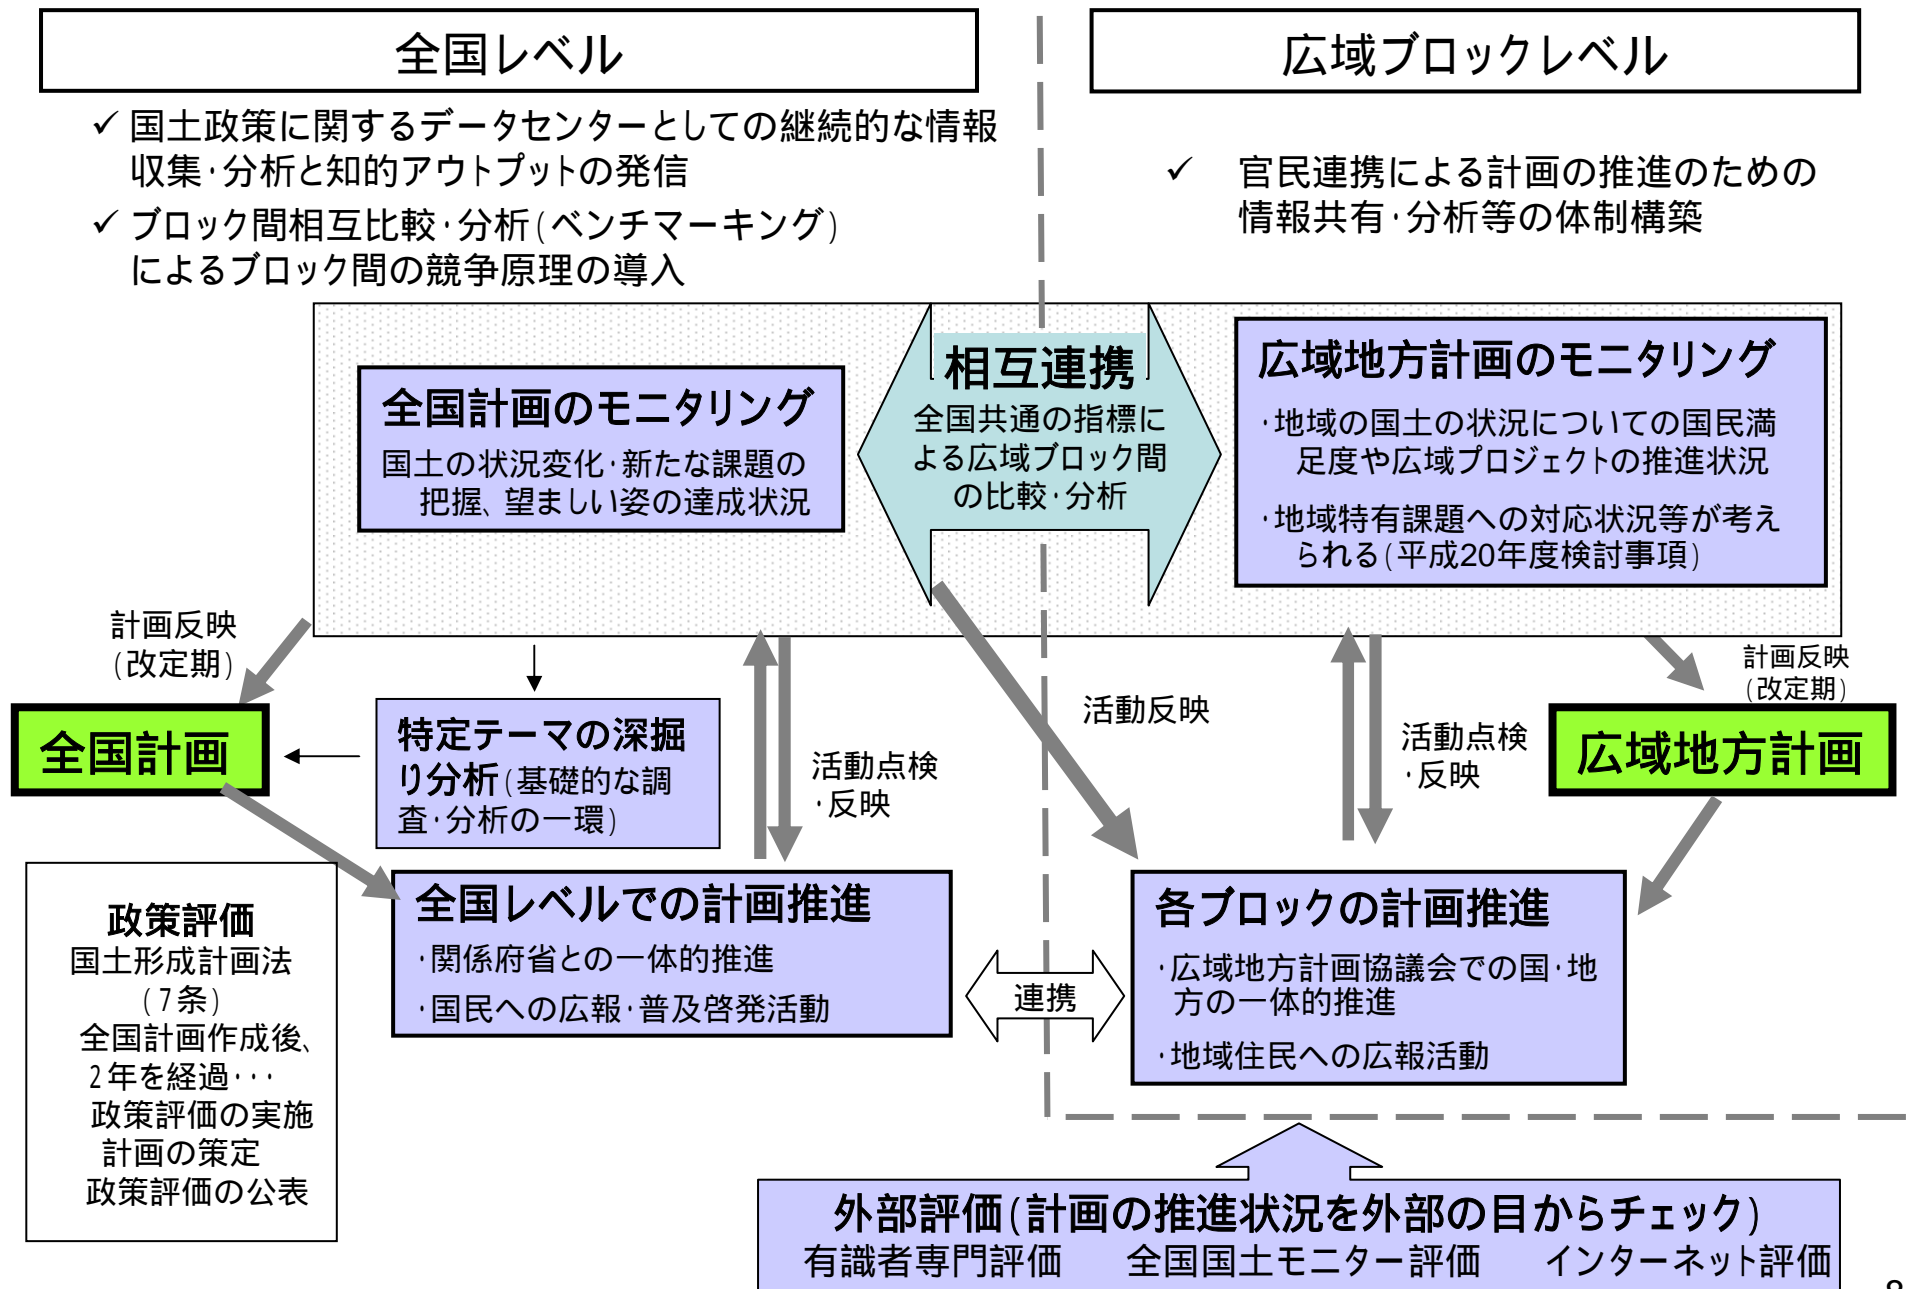 全国レベル
広域ブロックレベル
✓ 国土政策に関するデータセンターとしての継続的な情報
収集・分析と知的アウトプットの発信
✓ ブロック間相互比較・分析(ベンチマーキング)
によるブロック間の競争原理の導入
✓ 官民連携による計画の推進のための
情報共有・分析等の体制構築
全国計画のモニタリング
国土の状況変化・新たな課題の
把握、望ましい姿の達成状況
相互連携
全国共通の指標に
よる広域ブロック間
の比較・分析
広域地方計画のモニタリング
・地域の国土の状況についての国民満
足度や広域プロジェクトの推進状況
・地域特有課題への対応状況等が考え
られる(平成20年度検討事項)
計画反映
(改定期)
全国計画
特定テーマの深掘
り分析(基礎的な調
査・分析の一環)
活動点検
・反映
活動反映
活動点検
・反映
計画反映
(改定期)
広域地方計画
政策評価
国土形成計画法
(7条)
全国計画作成後、
2年を経過・・・
政策評価の実施
計画の策定
政策評価の公表
全国レベルでの計画推進
・関係府省との一体的推進
・国民への広報・普及啓発活動
連携
各ブロックの計画推進
・広域地方計画協議会での国・地
方の一体的推進
・地域住民への広報活動
外部評価(計画の推進状況を外部の目からチェック)
有識者専門評価 全国国土モニター評価 インターネット評価